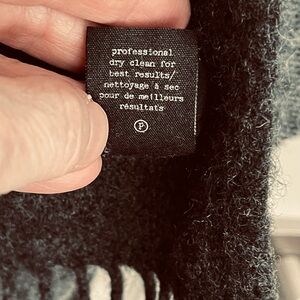 professional
dry clean for
best results/
nettoyage à sec
pour de meilleurs
résultats
P